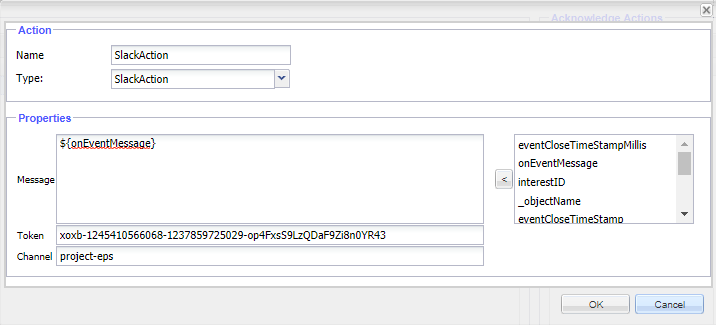 Acknowledge Actions
Action
Name SlackAction
Type: SlackAction
Properties
Message ${onEventMessage}
<
eventCloseTimeStampMillis
onEventMessage
interestID
_objectName
eventCloseTimeStamp
Token xoxb-1245410566068-1237859725029-op4FxsS9LzQDaF9Zi8n0YR43
Channel project-eps
OK Cancel